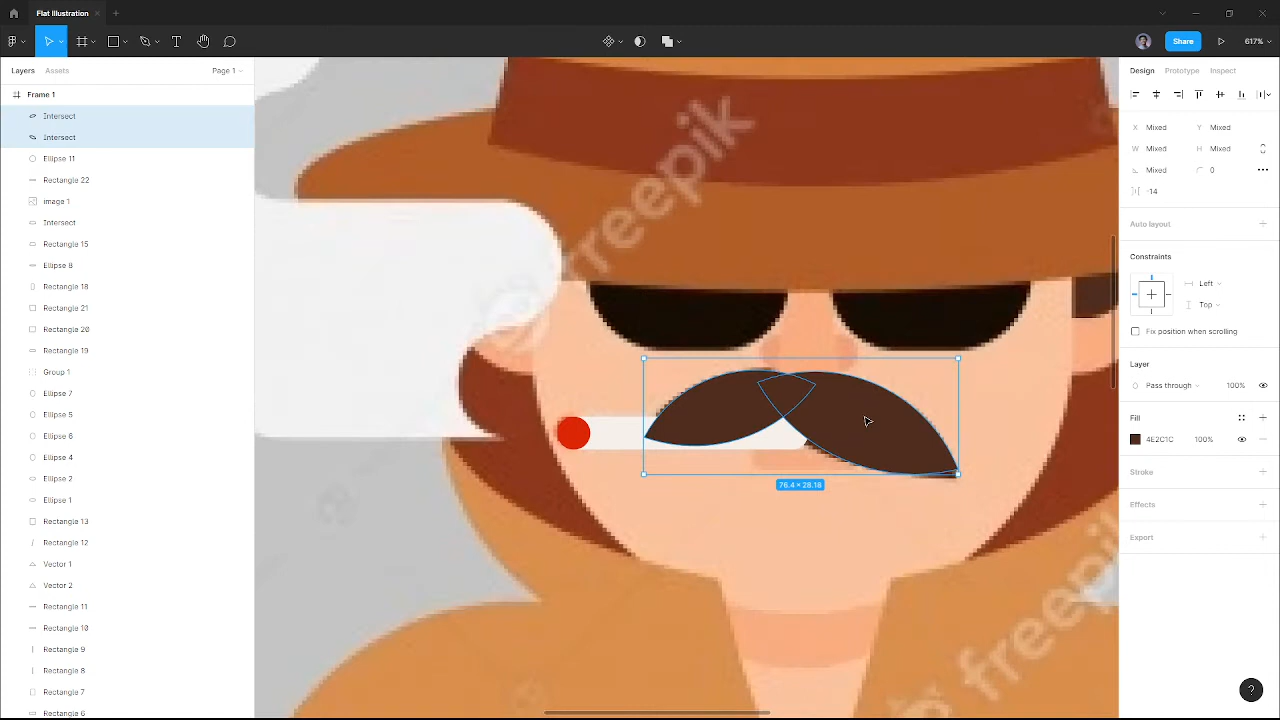 Flat Illustration
Share
617%
Layers
Assets
Page 1
Design
Prototype
Inspect
Frame 1
Intersect
Intersect
Ellipse 11
Rectangle 22
image 1
Intersect
Rectangle 15
Ellipse 8
Rectangle 18
Rectangle 21
Rectangle 20
Rectangle 19
Group 1
Ellipse 7
Ellipse 5
Ellipse 6
Ellipse 4
Ellipse 2
Ellipse 1
Rectangle 13
Rectangle 12
Vector 1
Vector 2
Rectangle 11
Rectangle 10
Rectangle 9
Rectangle 8
Rectangle 7
Rectangle 6
freepik
freepik
freepik
76.4 × 28.18
X Mixed Y Mixed
W Mixed H Mixed
Mixed 0
-14
Auto layout
Constraints
Left
Top
Fix position when scrolling
Layer
Pass through 100%
Fill
4E2C1C 100%
Stroke
Effects
Export
?